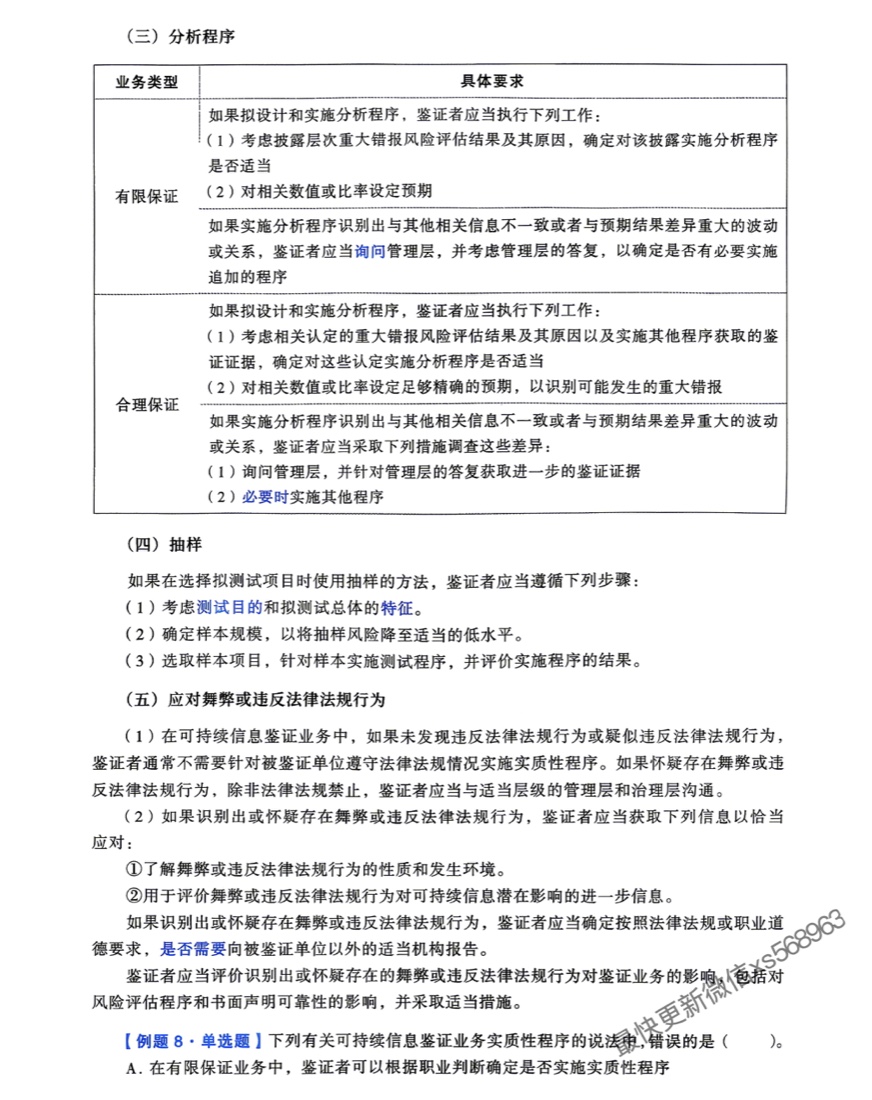 （三）分析程序
业务类型
具体要求
有限保证
如果拟设计和实施分析程序，鉴证者应当执行下列工作：
（1）考虑披露层次重大错报风险评估结果及其原因，确定对该披露实施分析程序
是否适当
（2）对相关数值或比率设定预期
如果实施分析程序识别出与其他相关信息不一致或者与预期结果差异重大的波动
或关系，鉴证者应当询问管理层，并考虑管理层的答复，以确定是否有必要实施
追加的程序
合理保证
如果拟设计和实施分析程序，鉴证者应当执行下列工作：
（1）考虑相关认定的重大错报风险评估结果及其原因以及实施其他程序获取的鉴
证证据，确定对这些认定实施分析程序是否适当
（2）对相关数值或比率设定足够精确的预期，以识别可能发生的重大错报
如果实施分析程序识别出与其他相关信息不一致或者与预期结果差异重大的波动
或关系，鉴证者应当采取下列措施调查这些差异：
（1）询问管理层，并针对管理层的答复获取进一步的鉴证证据
（2）必要时实施其他程序
（四）抽样
如果在选择拟测试项目时使用抽样的方法，鉴证者应当遵循下列步骤：
（1）考虑测试目的和拟测试总体的特征。
（2）确定样本规模，以将抽样风险降至适当的低水平。
（3）选取样本项目，针对样本实施测试程序，并评价实施程序的结果。
（五）应对舞弊或违反法律法规行为
（1）在可持续信息鉴证业务中，如果未发现违反法律法规行为或疑似违反法律法规行为，
鉴证者通常不需要针对被鉴证单位遵守法律法规情况实施实质性程序。如果怀疑存在舞弊或违
反法律法规行为，除非法律法规禁止，鉴证者应当与适当层级的管理层和治理层沟通。
（2）如果识别出或怀疑存在舞弊或违反法律法规行为，鉴证者应当获取下列信息以恰当
应对：
①了解舞弊或违反法律法规行为的性质和发生环境。
②用于评价舞弊或违反法律法规行为对可持续信息潜在影响的进一步信息。
如果识别出或怀疑存在舞弊或违反法律法规行为，鉴证者应当确定按照法律法规或职业道
德要求，是否需要向被鉴证单位以外的适当机构报告。
鉴证者应当评价识别出或怀疑存在的舞弊或违反法律法规行为对鉴证业务的影响，包括对
风险评估程序和书面声明可靠性的影响，并采取适当措施。
【例题8·单选题】下列有关可持续信息鉴证业务实质性程序的说法中，错误的是（　　）。
A. 在有限保证业务中，鉴证者可以根据职业判断确定是否实施实质性程序
最快更新微信xs568963